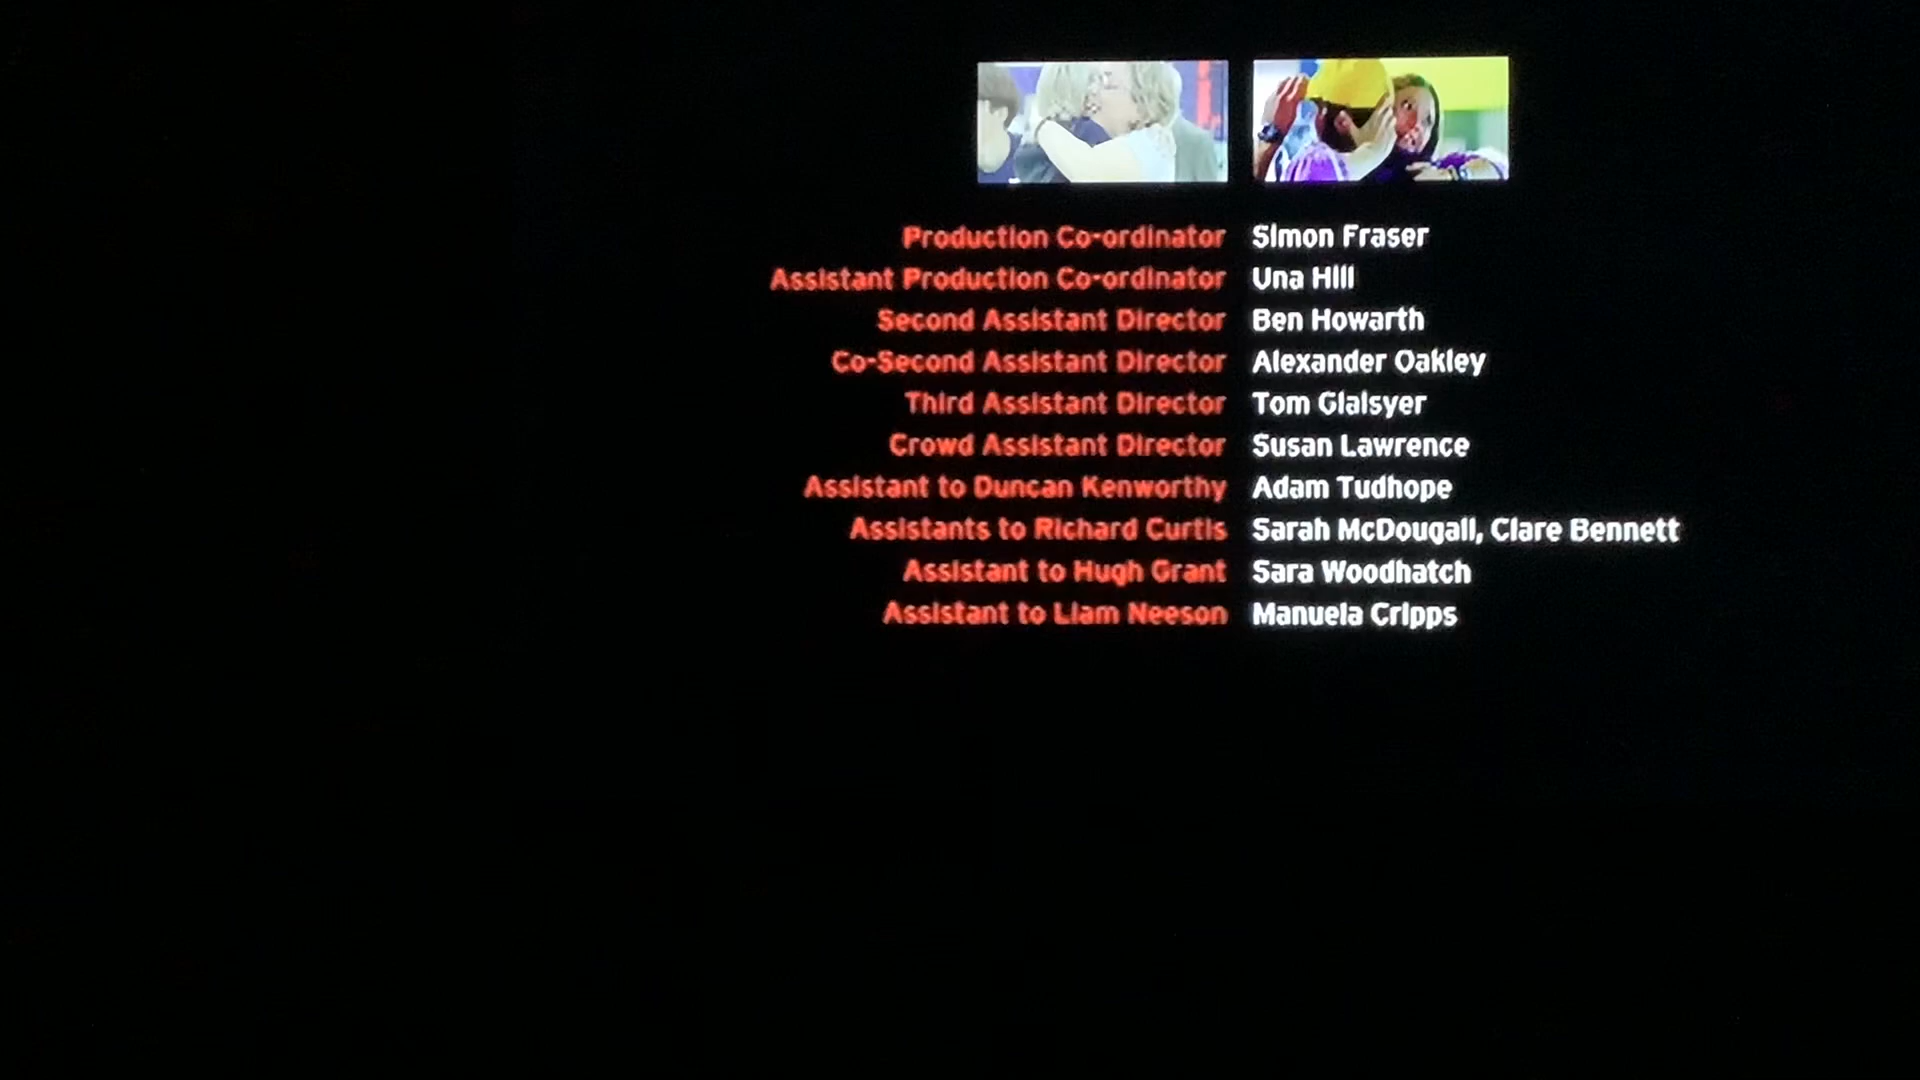 Production Co-ordinator Simon Fraser
Assistant Production Co-ordinator Una Hill
Second Assistant Director Ben Howarth
Co-Second Assistant Director Alexander Oakley
Third Assistant Director Tom Glaisyer
Crowd Assistant Director Susan Lawrence
Assistant to Duncan Kenworthy Adam Tudhope
Assistants to Richard Curtis Sarah McDougall, Clare Bennett
Assistant to Hugh Grant Sara Woodhatch
Assistant to Liam Neeson Manuela Cripps